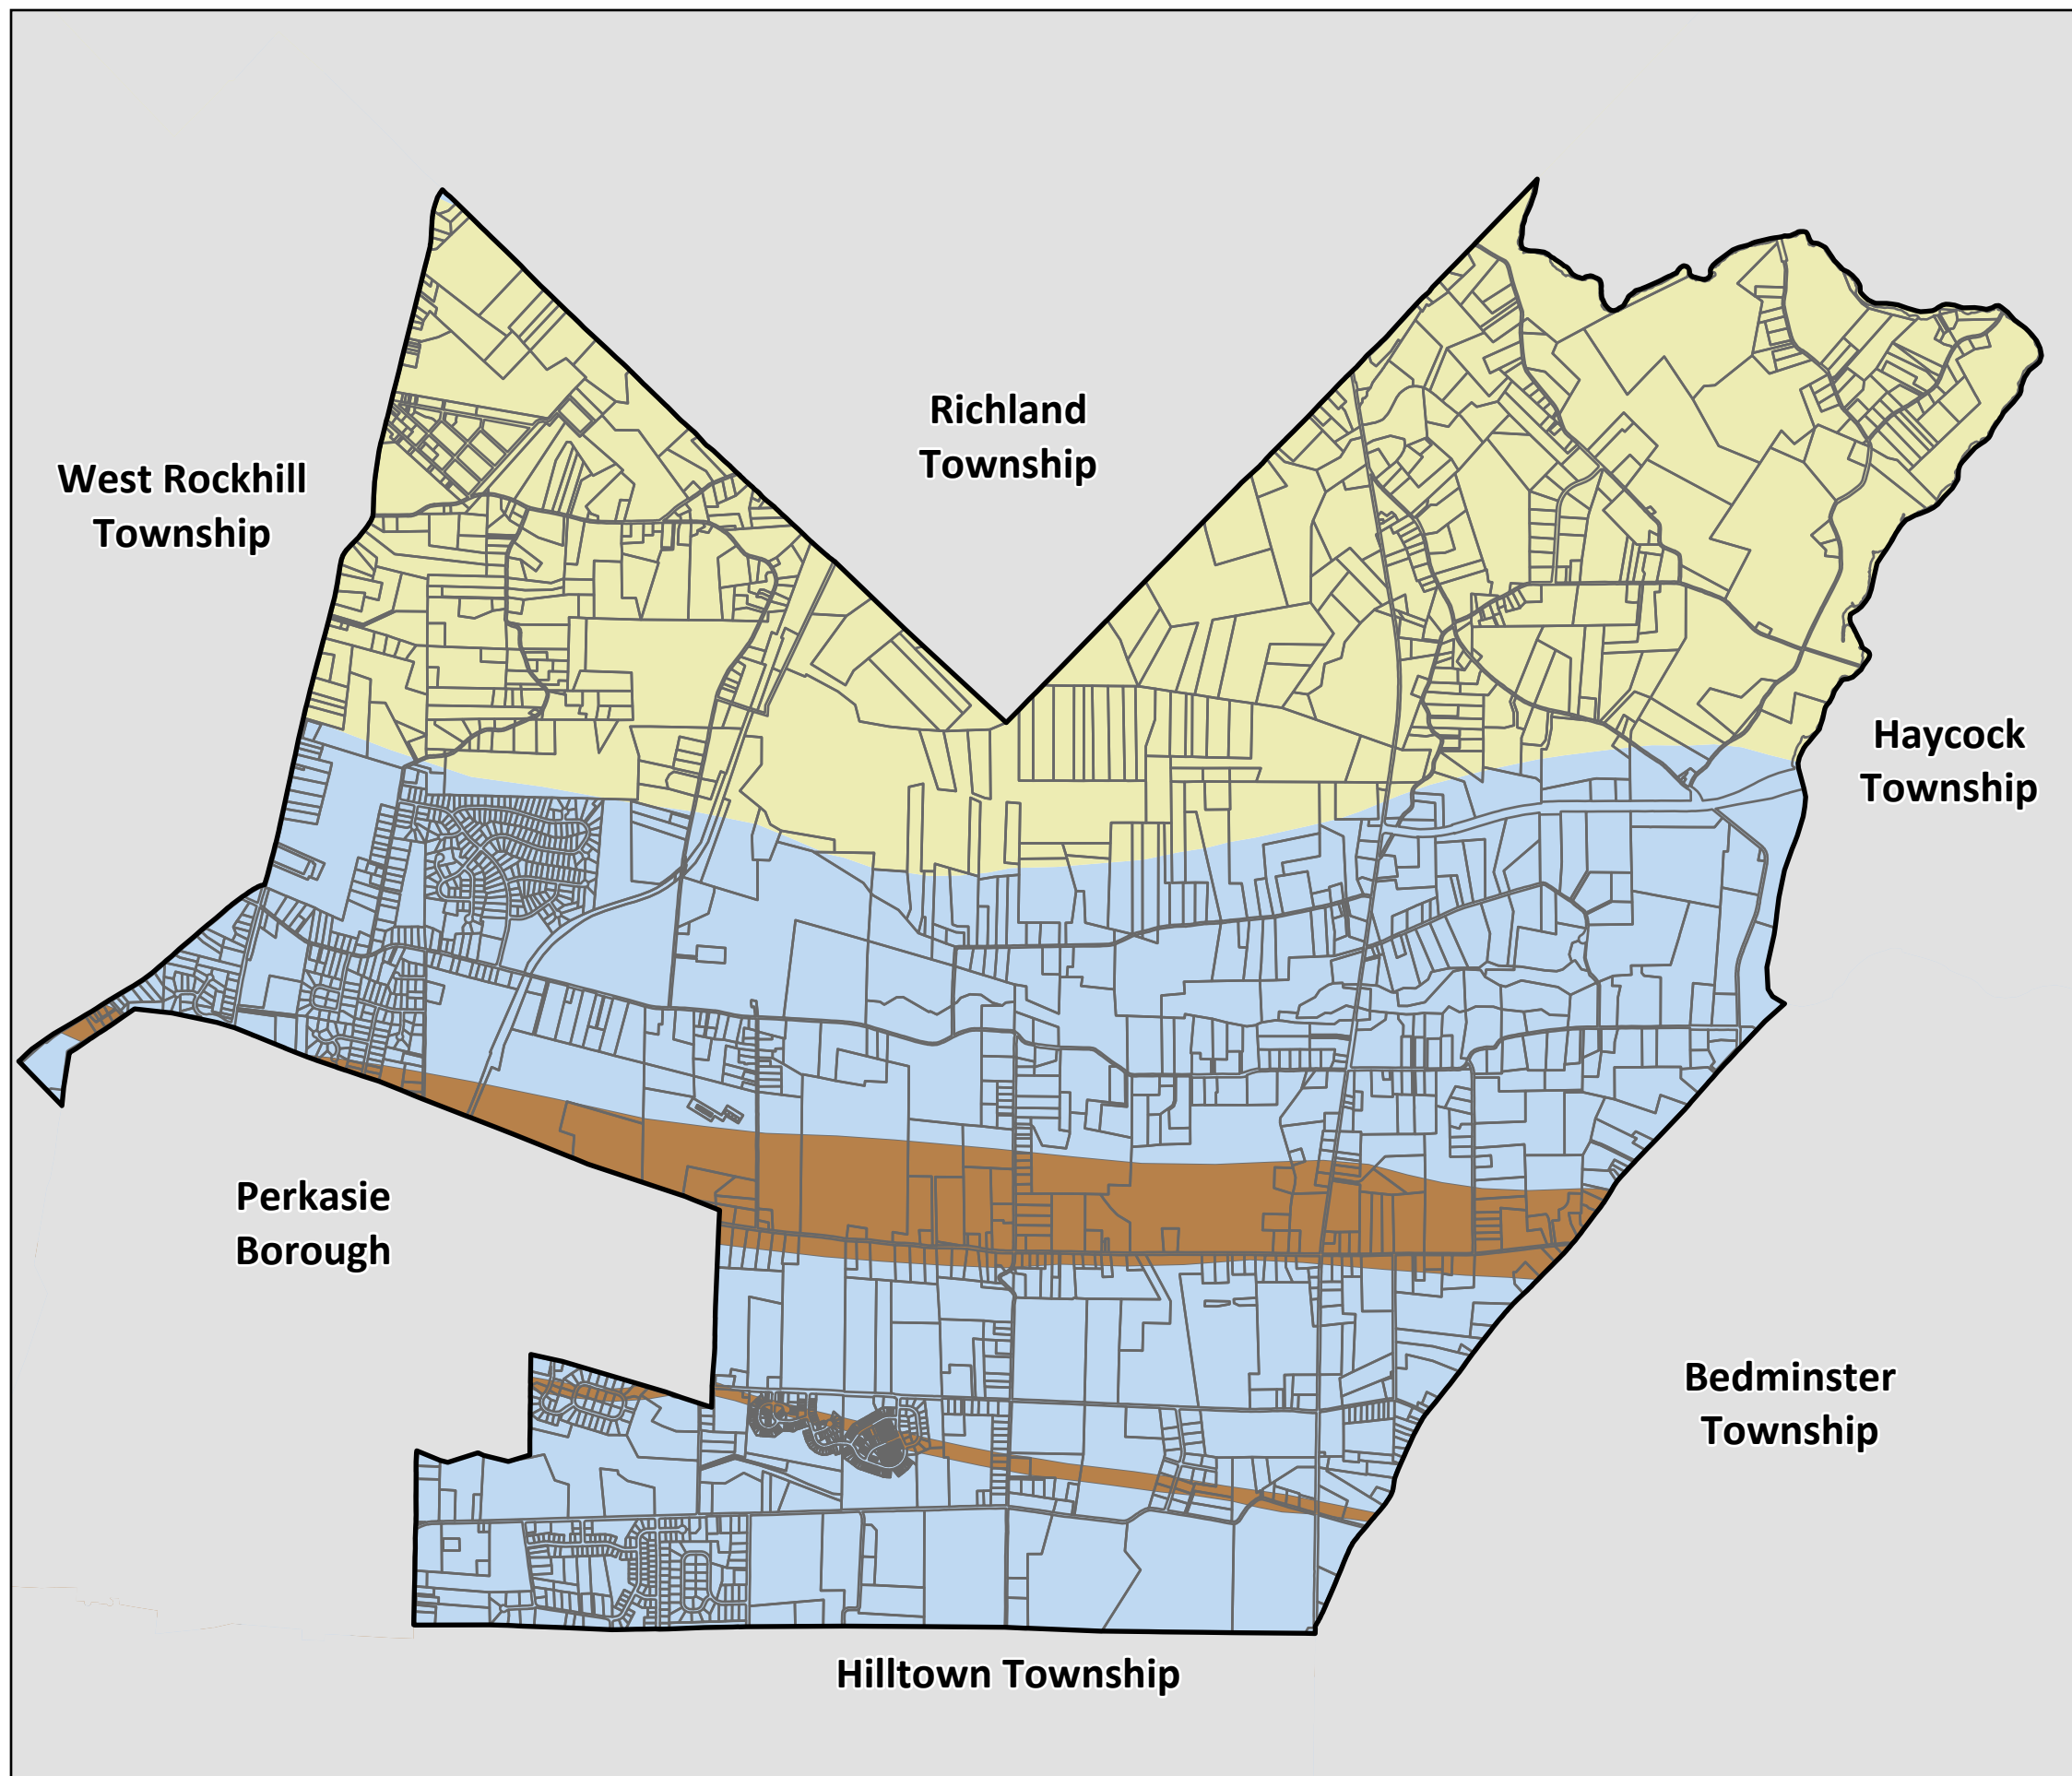 Richland
Township
West Rockhill
Township
Haycock
Township
Perkasie
Borough
Bedminster
Township
Hilltown Township